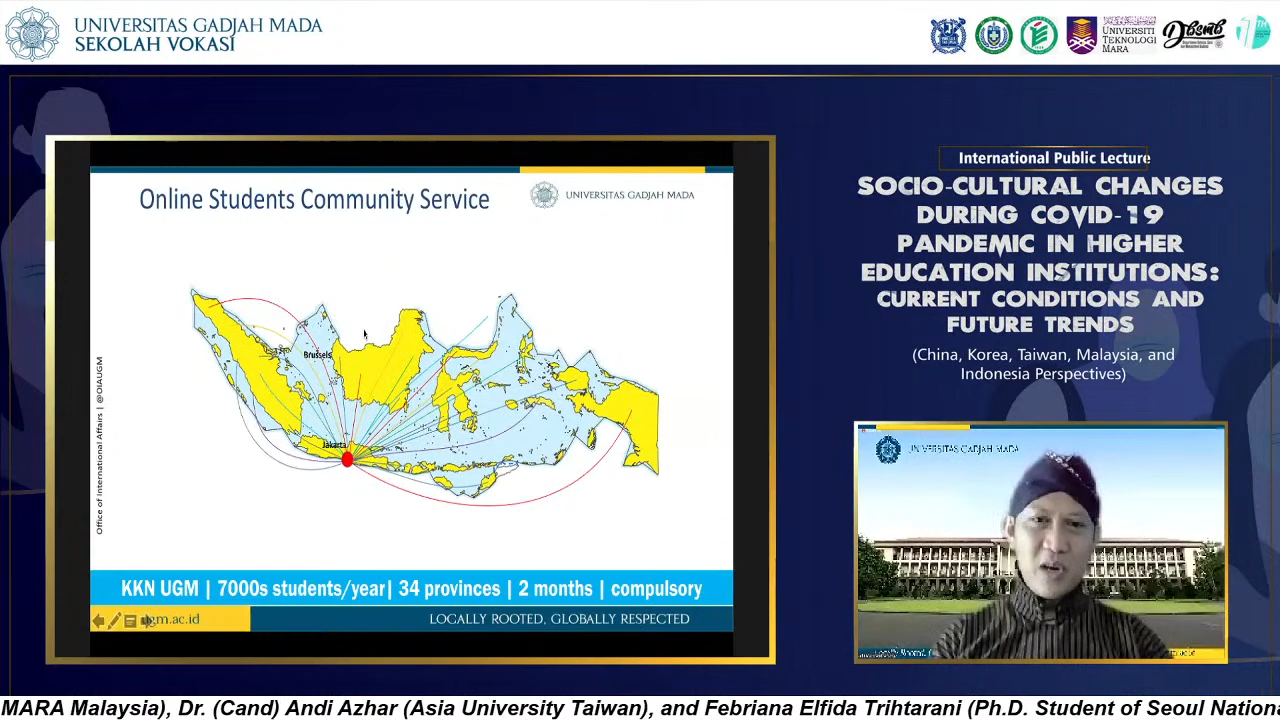 UNIVERSITAS GADJAH MADA
SEKOLAH VOKASI
UNIVERSITI
TEKNOLOGI
MARA
International Public Lecture
SOCIO-CULTURAL CHANGES
DURING COVID-19
PANDEMIC IN HIGHER
EDUCATION INSTITUTIONS:
CURRENT CONDITIONS AND
FUTURE TRENDS
(China, Korea, Taiwan, Malaysia, and
Indonesia Perspectives)
Online Students Community Service
UNIVERSITAS GADJAH MADA
Brussels
Jakarta
Office of International Affairs | @OIAUGM
KKN UGM | 7000s students/year| 34 provinces | 2 months | compulsory
ugm.ac.id
LOCALLY ROOTED, GLOBALLY RESPECTED
UNIVERSITAS GADJAH MADA
MARA Malaysia), Dr. (Cand) Andi Azhar (Asia University Taiwan), and Febriana Elfida Trihtarani (Ph.D. Student of Seoul Nationa